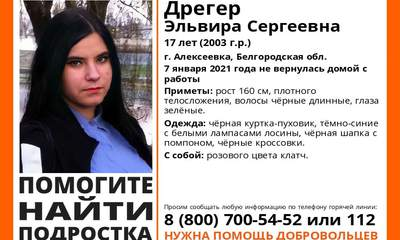 Дрегер
Эльвира Сергеевна
17 лет (2003 г.р.)
г. Алексеевка, Белгородская обл.
7 января 2021 года не вернулась домой с
работы
Приметы: рост 160 см, плотного
телосложения, волосы чёрные длинные, глаза
зелёные.
Одежда: чёрная куртка-пуховик, тёмно-синие
с белыми лампасами лосины, чёрная шапка с
помпоном, чёрные кроссовки.
С собой: розового цвета клатч.
ПОМОГИТЕ
НАЙТИ
ПОДРОСТКА
Просим сообщать любую информацию по телефону горячей линии:
8 (800) 700-54-52 или 112
НУЖНА ПОМОЩЬ ДОБРОВОЛЬЦЕВ